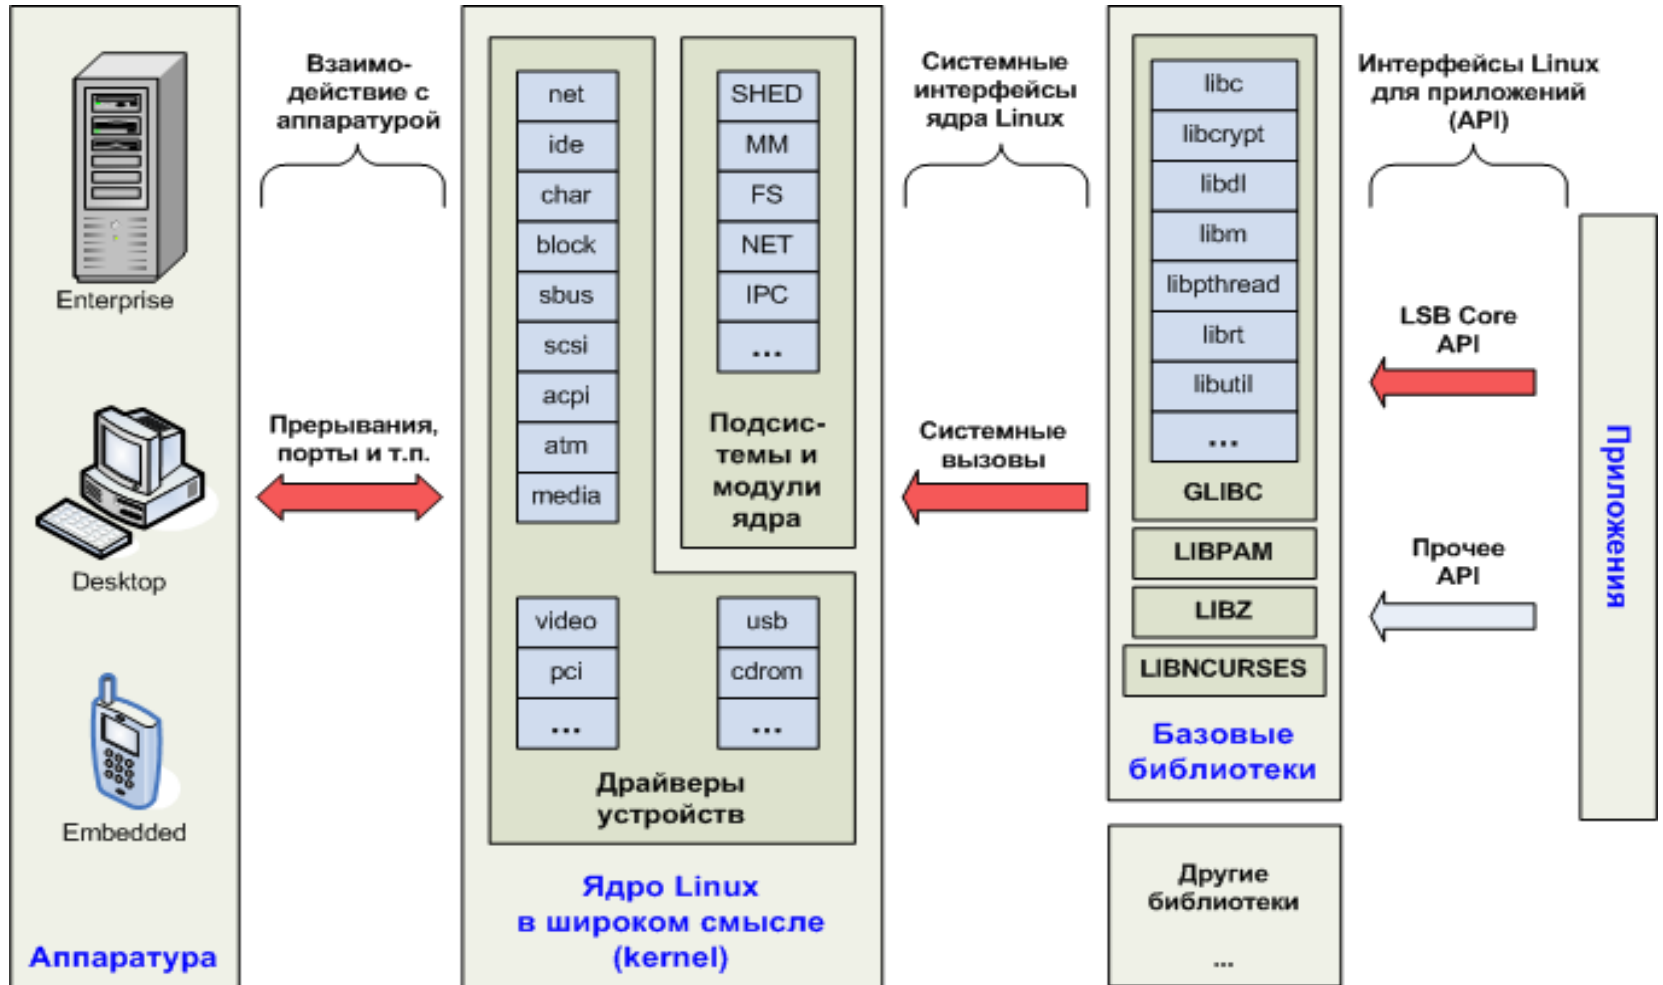 Enterprise
Desktop
Embedded
Аппаратура
Взаимо-
действие с
аппаратурой
Прерывания,
порты и т.п.
net
ide
char
block
sbus
scsi
acpi
atm
media
SHED
MM
FS
NET
IPC
...
Подсис-
темы и
модули
ядра
video
pci
...
usb
cdrom
...
Драйверы
устройств
Ядро Linux
в широком смысле
(kernel)
Системные
интерфейсы
ядра Linux
Системные
вызовы
libc
libcrypt
libdl
libm
libpthread
librt
libutil
...
GLIBC
LIBPAM
LIBZ
LIBNCURSES
Базовые
библиотеки
Другие
библиотеки
...
Интерфейсы Linux
для приложений
(API)
LSB Core
API
Прочее
API
Приложения